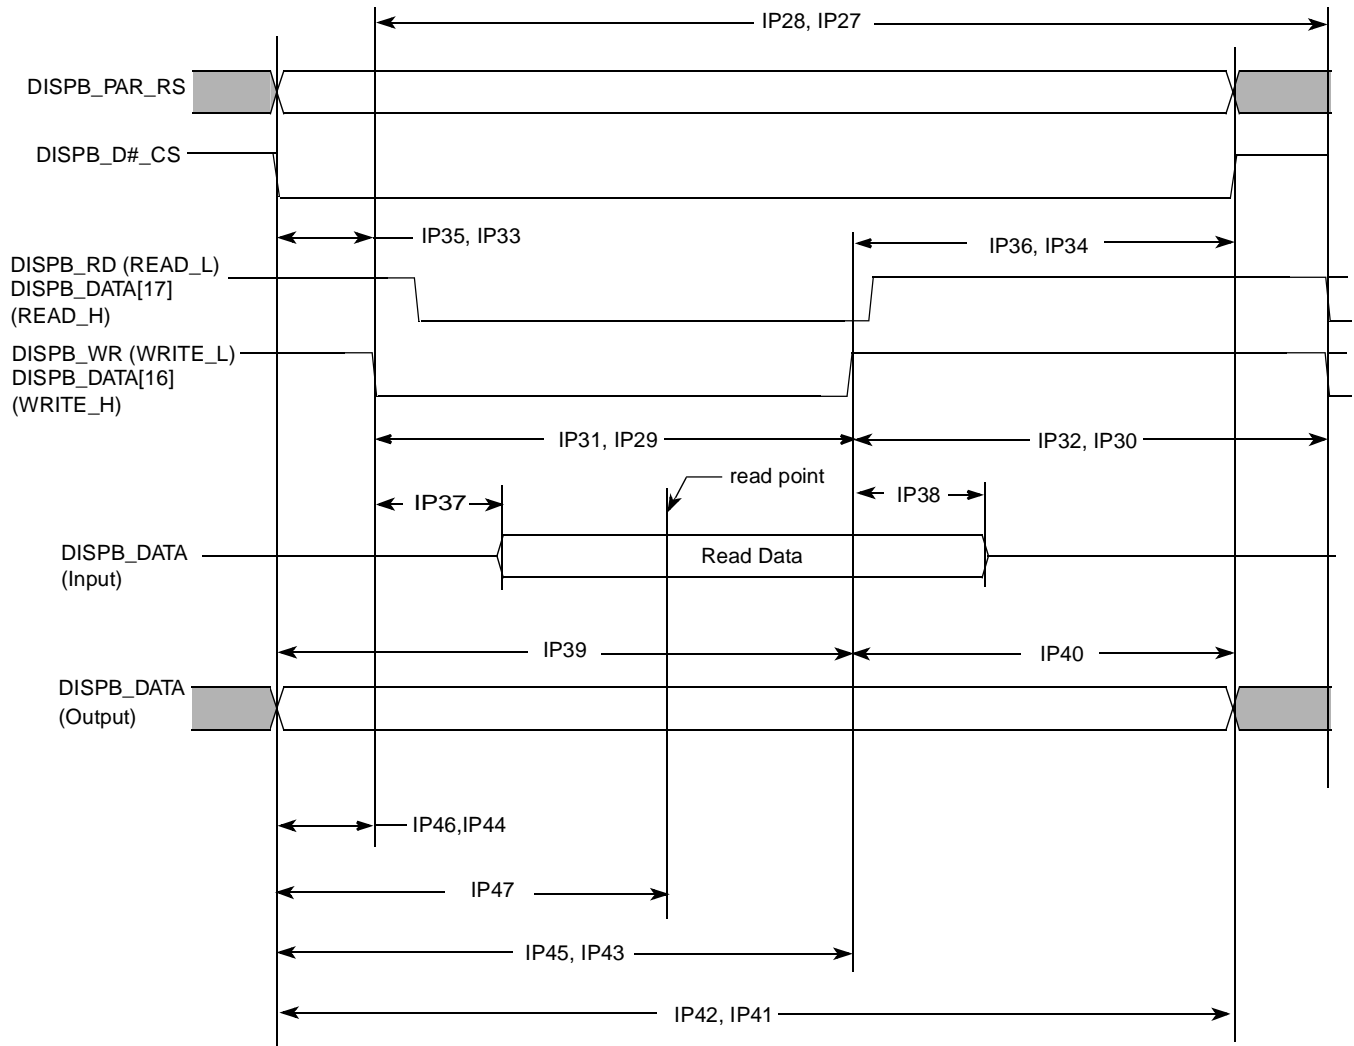 IP28, IP27
DISPB_PAR_RS
DISPB_D#_CS
IP35, IP33
IP36, IP34
DISPB_RD (READ_L)
DISPB_DATA[17]
(READ_H)
DISPB_WR (WRITE_L)
DISPB_DATA[16]
(WRITE_H)
IP31, IP29
IP32, IP30
read point
IP37
IP38
DISPB_DATA
(Input)
Read Data
IP39
IP40
DISPB_DATA
(Output)
IP46,IP44
IP47
IP45, IP43
IP42, IP41